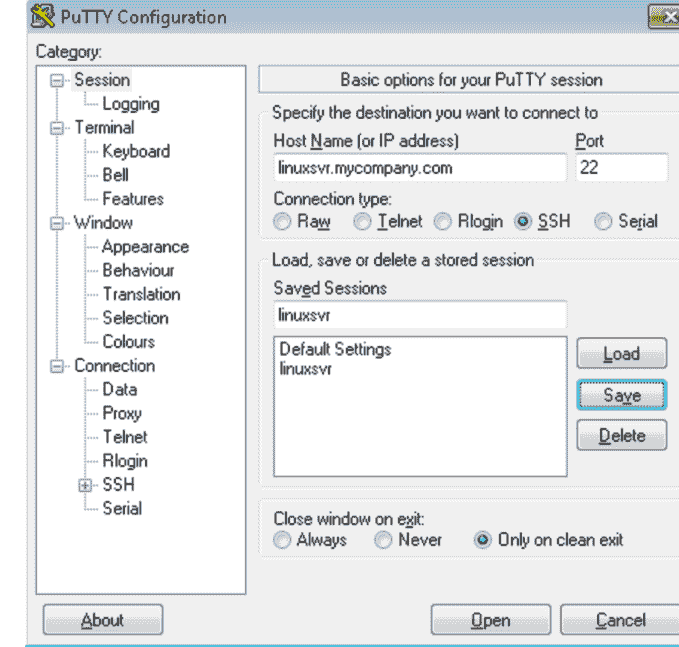 PuTTY Configuration
Category:
Session
Logging
Terminal
Keyboard
Bell
Features
Window
Appearance
Behaviour
Translation
Selection
Colours
Connection
Data
Proxy
Telnet
Rlogin
SSH
Serial
Basic options for your PuTTY session
Specify the destination you want to connect to
Host Name (or IP address) Port
linuxsvr.mycompany.com 22
Connection type:
Raw Telnet Rlogin SSH Serial
Load, save or delete a stored session
Saved Sessions
linuxsvr
Default Settings
linuxsvr
Load
Save
Delete
Close window on exit:
Always Never Only on clean exit
About Open Cancel